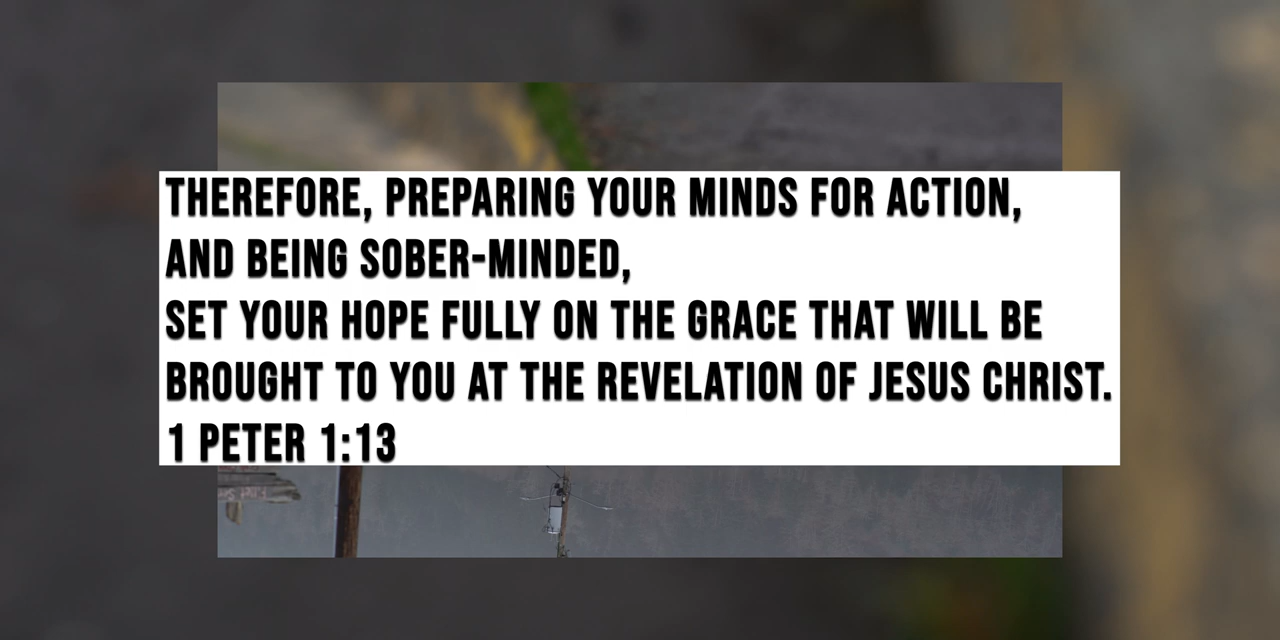 THEREFORE, PREPARING YOUR MINDS FOR ACTION,
AND BEING SOBER-MINDED,
SET YOUR HOPE FULLY ON THE GRACE THAT WILL BE
BROUGHT TO YOU AT THE REVELATION OF JESUS CHRIST.
1 PETER 1:13